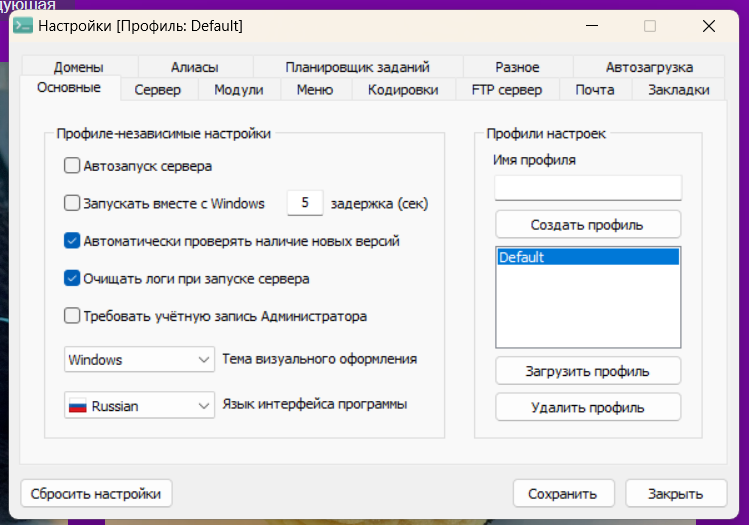 дующая
Настройки [Профиль: Default]
Домены Алиасы Планировщик заданий Разное Автозагрузка
Основные Сервер Модули Меню Кодировки FTP сервер Почта Закладки
Профиле-независимые настройки
Автозапуск сервера
Запускать вместе с Windows 5 задержка (сек)
Автоматически проверять наличие новых версий
Очищать логи при запуске сервера
Требовать учётную запись Администратора
Windows Тема визуального оформления
Russian Язык интерфейса программы
Профили настроек
Имя профиля
Создать профиль
Default
Загрузить профиль
Удалить профиль
Сбросить настройки Сохранить Закрыть